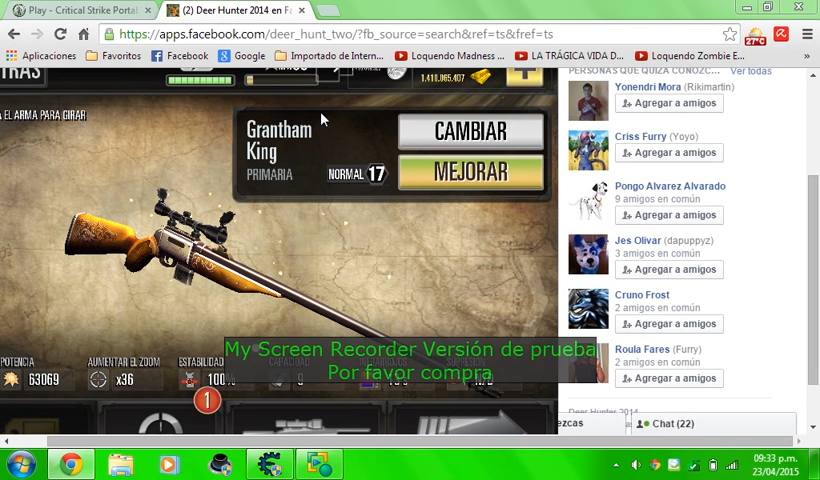 Play - Critical Strike Portal
(2) Deer Hunter 2014 en Fa
https://apps.facebook.com/deer_hunt_two/?fb_source=search&ref=ts&fref=ts
27°C
Aplicaciones
Favoritos
Facebook
Google
Importado de Intern...
Loquendo Madness ...
LA TRÁGICA VIDA D...
Loquendo Zombie E...
»
1.410.065.407
EL ARMA PARA GIRAR
Grantham
King
PRIMARIA
NORMAL 17
CAMBIAR
MEJORAR
POTENCIA
63069
AUMENTAR EL ZOOM
x36
ESTABILIDAD
100%
CAPACIDAD
My Screen Recorder Versión de prueba
Por favor compra
1
PERSONAS QUE QUIZÁ CONOZC...
Ver todas
Yonendri Mora (Rikimartin)
Agregar a amigos
Criss Furry (Yoyo)
Agregar a amigos
Pongo Alvarez Alvarado
9 amigos en común
Agregar a amigos
Jes Olivar (dapuppyz)
3 amigos en común
Agregar a amigos
Cruno Frost
2 amigos en común
Agregar a amigos
Roula Fares (Furry)
2 amigos en común
Agregar a amigos
Deer Hunter 2014
ezcas
Chat (22)
09:33 p.m.
23/04/2015